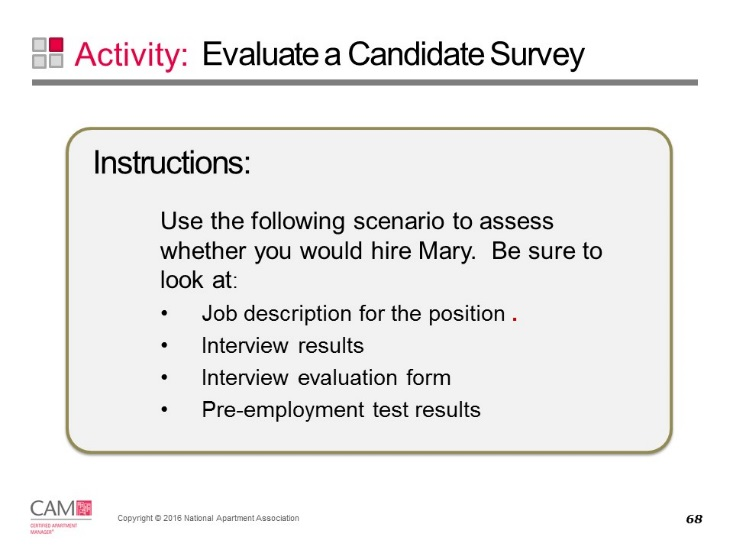 Activity: Evaluate a Candidate Survey
Instructions:
Use the following scenario to assess
whether you would hire Mary.  Be sure to
look at:
• Job description for the position .
• Interview results
• Interview evaluation form
• Pre-employment test results
CAM
CERTIFIED APARTMENT
MANAGER®
Copyright © 2016 National Apartment Association
68